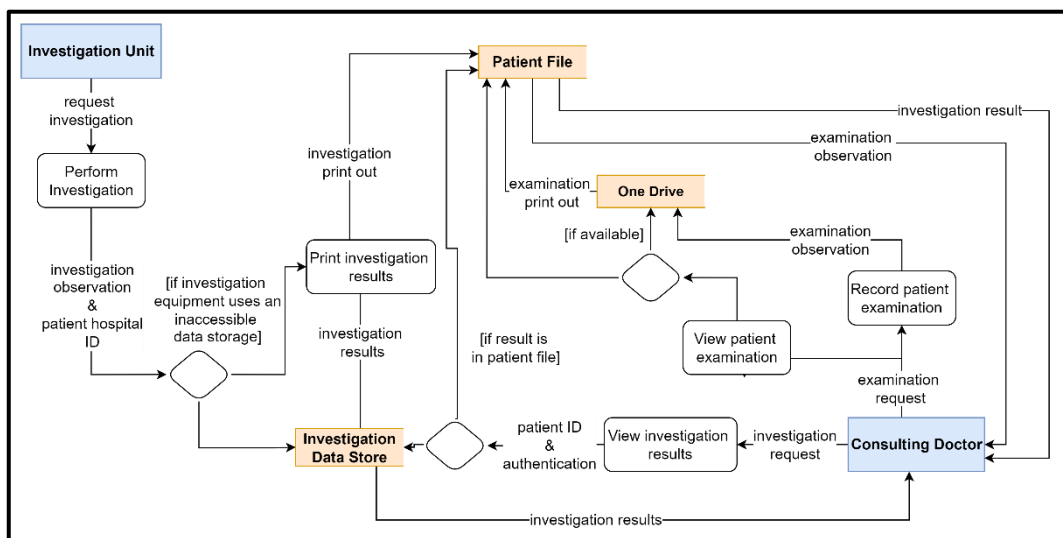 Investigation Unit
request
investigation
Perform
Investigation
investigation
observation
&
patient hospital
ID
[if investigation
equipment uses an
inaccessible
data storage]
investigation
print out
Print investigation
results
investigation
results
Investigation
Data Store
Patient File
investigation result
examination
observation
examination
print out
One Drive
[if available]
examination
observation
Record patient
examination
View patient
examination
[if result is
in patient file]
examination
request
patient ID
&
authentication
View investigation
results
investigation
request
Consulting Doctor
investigation results